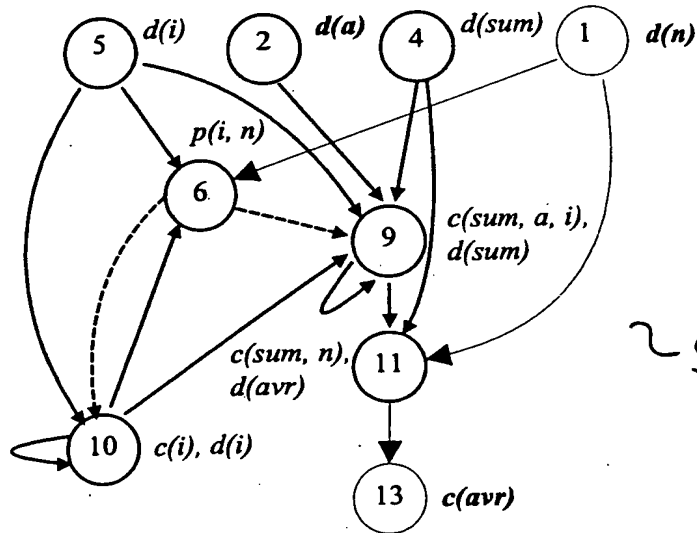 5 d(i)
2 d(a)
4 d(sum)
1 d(n)
p(i, n)
6
9 c(sum, a, i),
d(sum)
c(sum, n),
d(avr)
11
10 c(i), d(i)
13 c(avr)